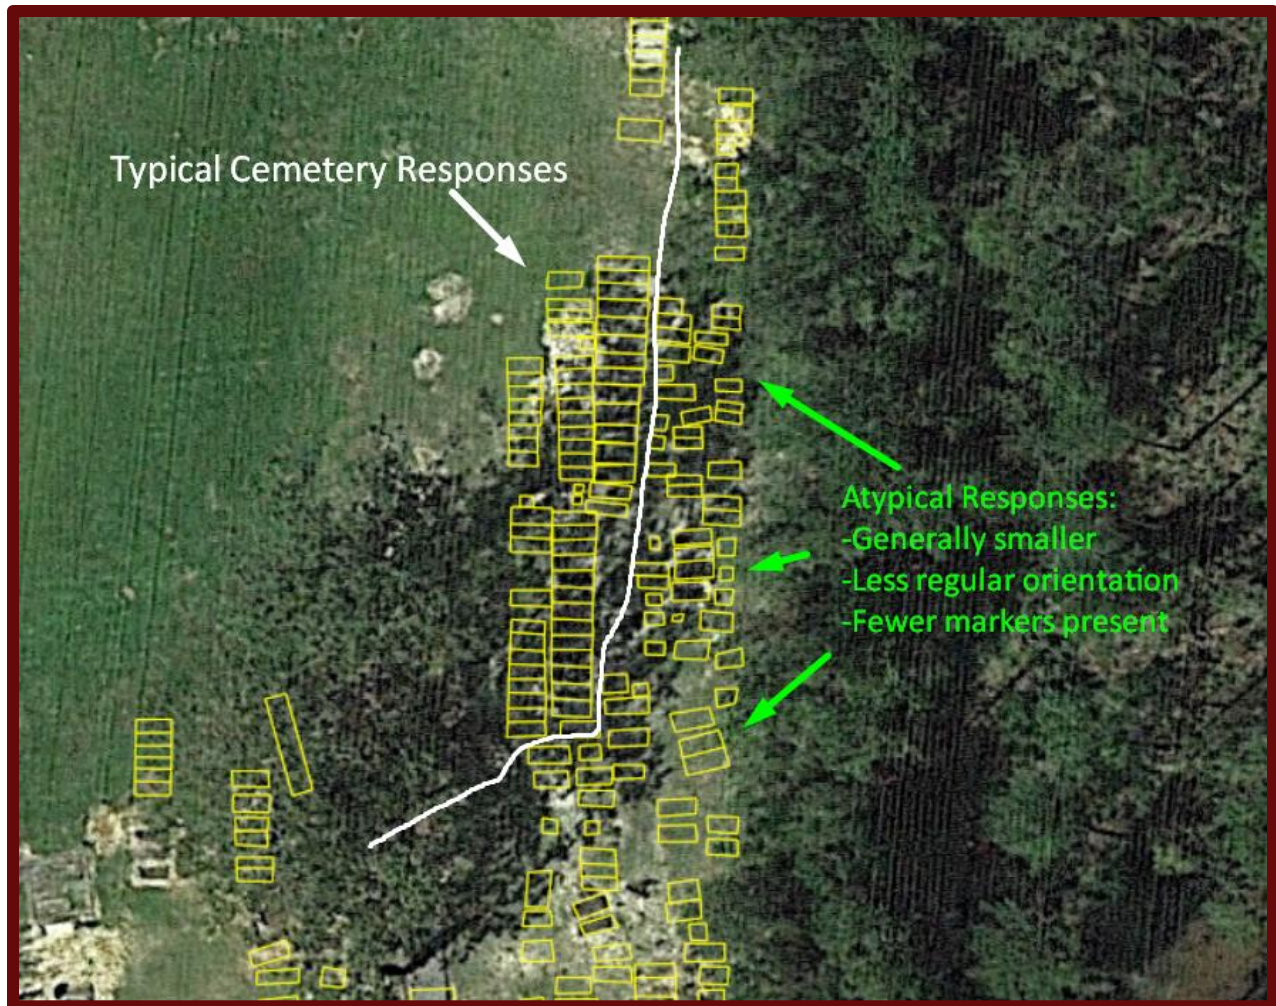 Typical Cemetery Responses
Atypical Responses:
-Generally smaller
-Less regular orientation
-Fewer markers present